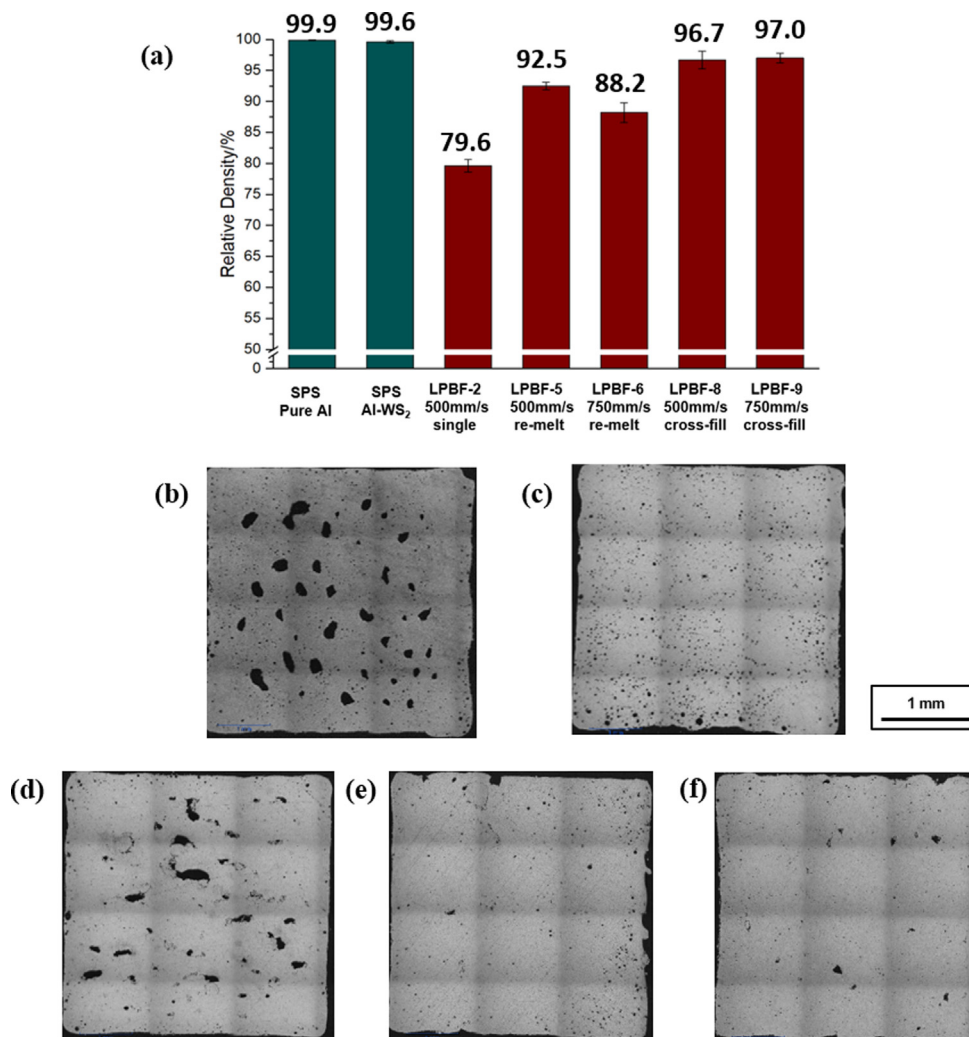 (a)
99.9
99.6
79.6
92.5
88.2
96.7
97.0
Relative Density/%
100
95
90
85
80
75
70
65
60
55
50
0
SPS
Pure Al
SPS
Al-WS₂
LPBF-2
500mm/s
single
LPBF-5
500mm/s
re-melt
LPBF-6
750mm/s
re-melt
LPBF-8
500mm/s
cross-fill
LPBF-9
750mm/s
cross-fill
(b)
(c)
1 mm
(d)
(e)
(f)